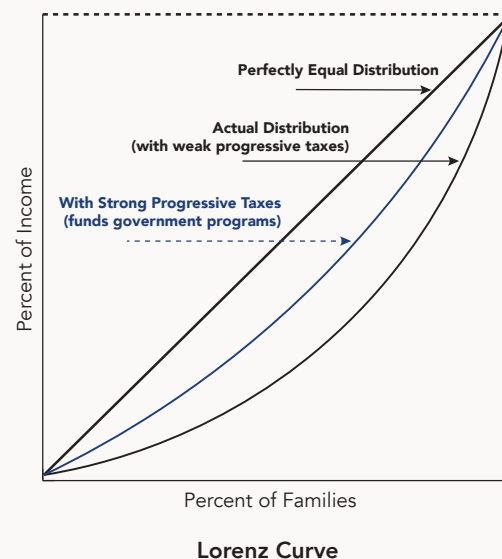 Perfectly Equal Distribution
Actual Distribution
(with weak progressive taxes)
With Strong Progressive Taxes
(funds government programs)
Percent of Income
Percent of Families
Lorenz Curve